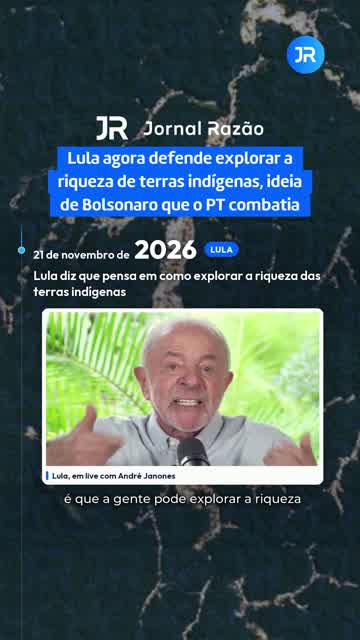 JR
JR Jornal Razão
Lula agora defende explorar a
riqueza de terras indígenas, ideia
de Bolsonaro que o PT combatia
21 de novembro de 2026 LULA
Lula diz que pensa em como explorar a riqueza das
terras indígenas
Lula, em live com André Janones
é que a gente pode explorar a riqueza